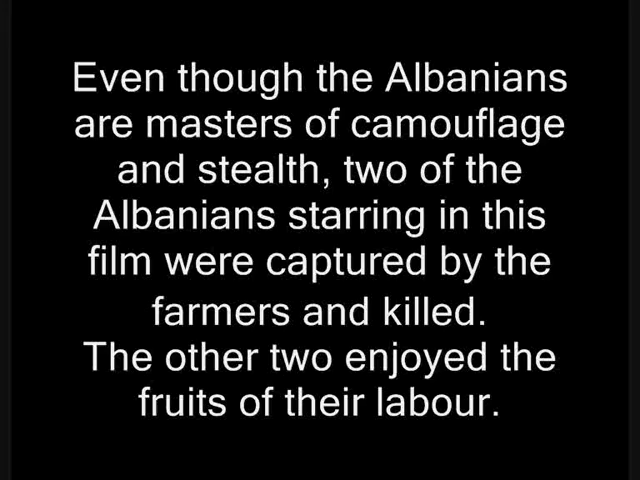 Even though the Albanians
are masters of camouflage
and stealth, two of the
Albanians starring in this
film were captured by the
farmers and killed.
The other two enjoyed the
fruits of their labour.